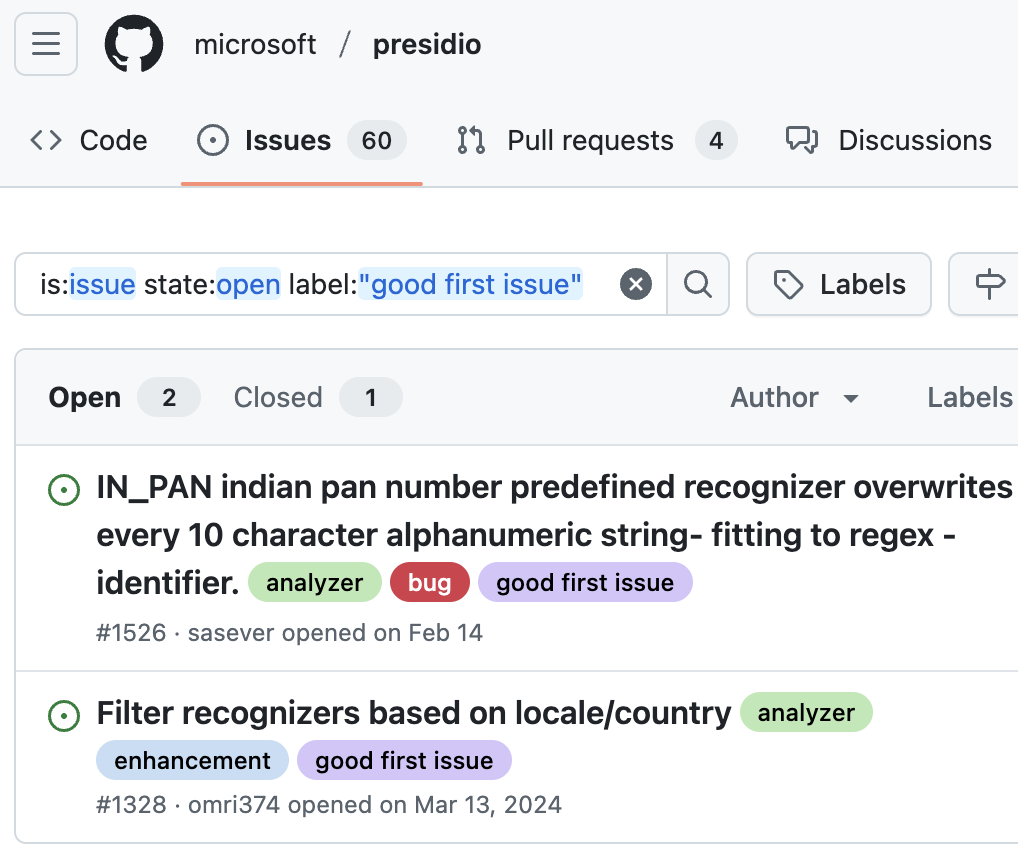 microsoft / presidio
Code Issues 60 Pull requests 4 Discussions
is:issue state:open label:"good first issue" Labels
Open 2 Closed 1 Author Labels
IN_PAN indian pan number predefined recognizer overwrites
every 10 character alphanumeric string- fitting to regex -
identifier. analyzer bug good first issue
#1526 · sasever opened on Feb 14
Filter recognizers based on locale/country analyzer
enhancement good first issue
#1328 · omri374 opened on Mar 13, 2024